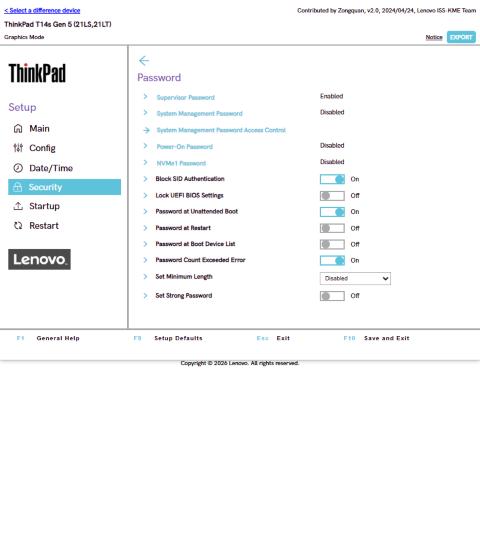 < Select a different device
Contributed by Zongquan, v2.0, 2024/04/24, Lenovo ISS-KME Team
ThinkPad T14s Gen 5 (21LS,21LT)
Graphics Mode
Notice EXPORT
ThinkPad
Setup
Main
Config
Date/Time
Security
Startup
Restart
Lenovo
Password
Supervisor Password Enabled
System Management Password Disabled
System Management Password Access Control
Power-On Password Disabled
NVMe1 Password Disabled
Block SID Authentication On
Lock UEFI BIOS Settings Off
Password at Unattended Boot On
Password at Restart Off
Password at Boot Device List Off
Password Count Exceeded Error On
Set Minimum Length Disabled
Set Strong Password Off
F1 General Help F9 Setup Defaults Esc Exit F10 Save and Exit
Copyright © 2026 Lenovo. All rights reserved.